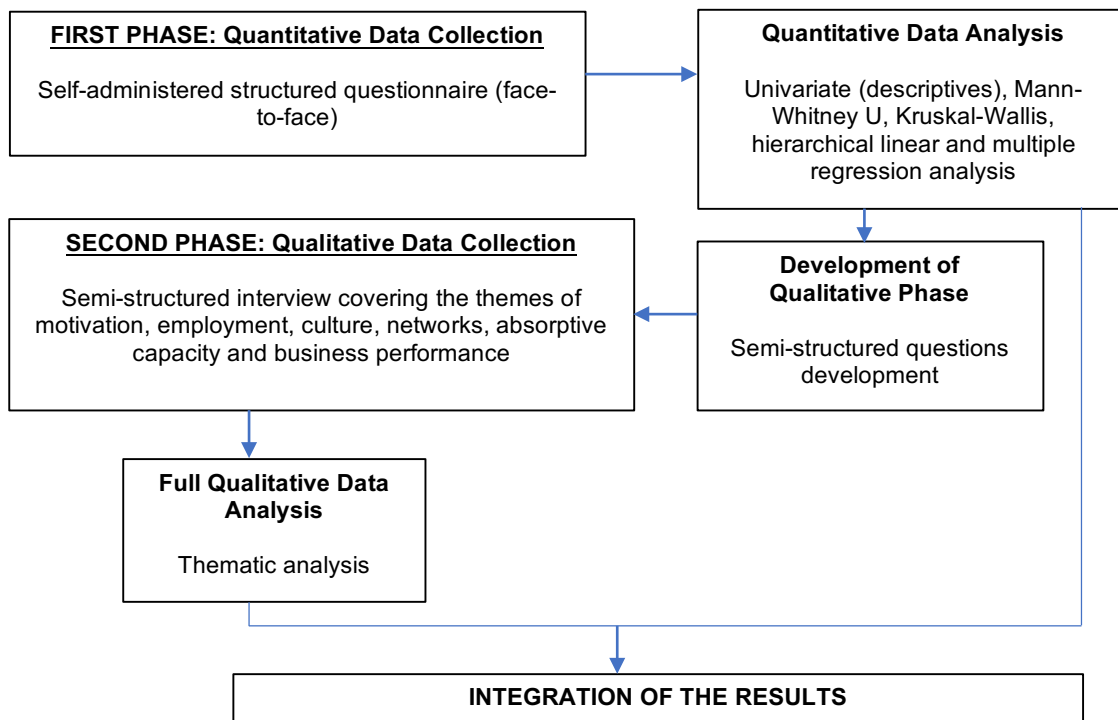 FIRST PHASE: Quantitative Data Collection
Self-administered structured questionnaire (face-
to-face)
Quantitative Data Analysis
Univariate (descriptives), Mann-
Whitney U, Kruskal-Wallis,
hierarchical linear and multiple
regression analysis
Development of
Qualitative Phase
Semi-structured questions
development
SECOND PHASE: Qualitative Data Collection
Semi-structured interview covering the themes of
motivation, employment, culture, networks, absorptive
capacity and business performance
Full Qualitative Data
Analysis
Thematic analysis
INTEGRATION OF THE RESULTS